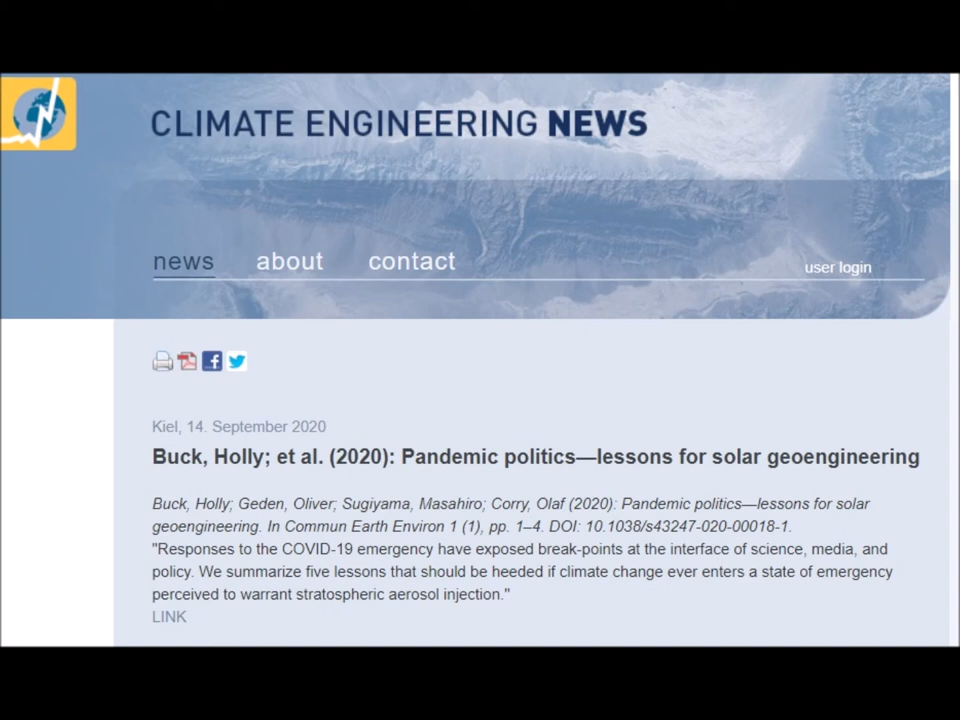 CLIMATE ENGINEERING NEWS
news about contact
user login
Kiel, 14. September 2020
Buck, Holly; et al. (2020): Pandemic politics—lessons for solar geoengineering
Buck, Holly; Geden, Oliver; Sugiyama, Masahiro; Corry, Olaf (2020): Pandemic politics—lessons for solar
geoengineering. In Commun Earth Environ 1 (1), pp. 1–4. DOI: 10.1038/s43247-020-00018-1.
"Responses to the COVID-19 emergency have exposed break-points at the interface of science, media, and
policy. We summarize five lessons that should be heeded if climate change ever enters a state of emergency
perceived to warrant stratospheric aerosol injection."
LINK